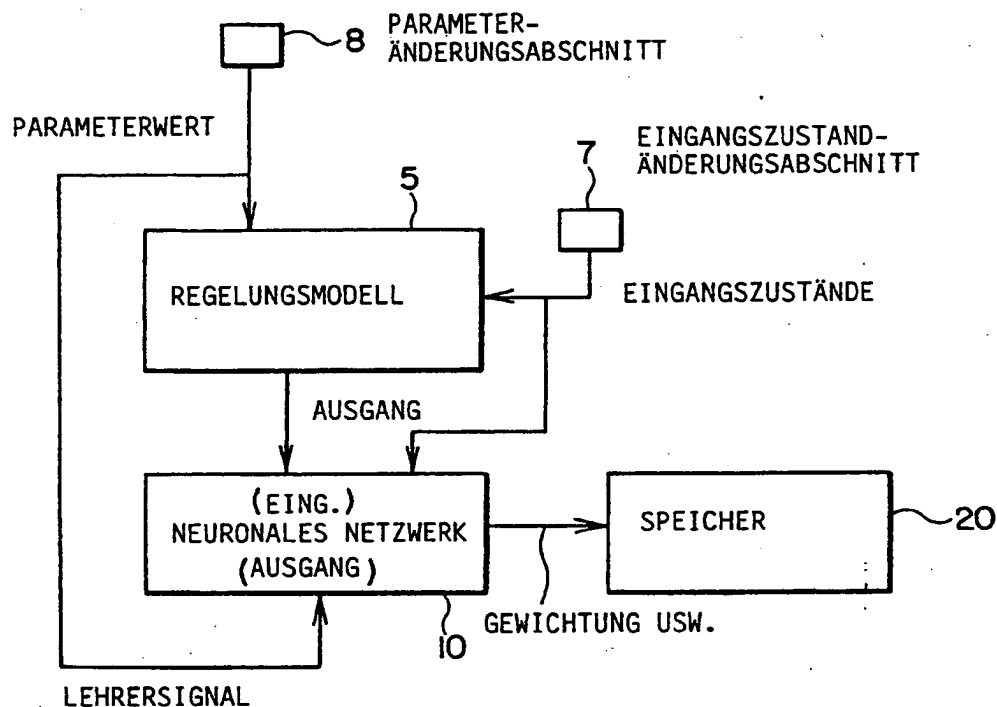 8
PARAMETER-
ÄNDERUNGSABSCHNITT
PARAMETERWERT
EINGANGSZUSTAND-
ÄNDERUNGSABSCHNITT
7
5
REGELUNGSMODELL
EINGANGSZUSTÄNDE
AUSGANG
(EING.)
NEURONALES NETZWERK
(AUSGANG)
SPEICHER
20
GEWICHTUNG USW.
10
LEHRERSIGNAL